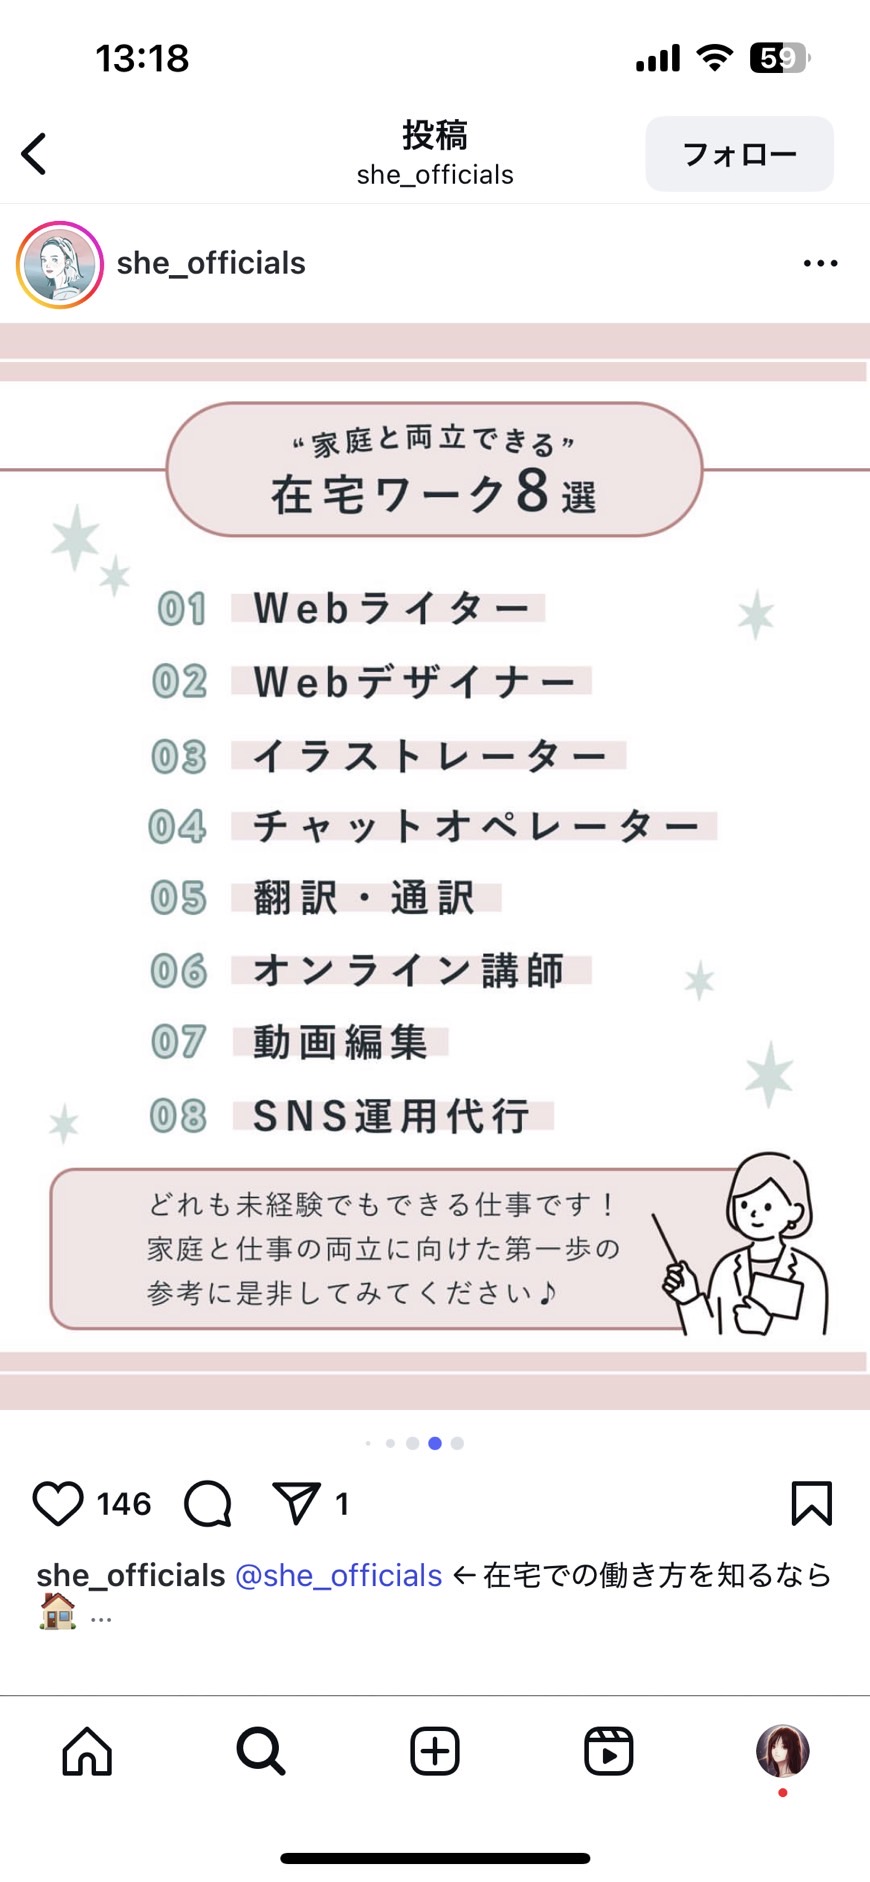 13:18
59
投稿
she_officials
フォロー
she_officials
“家庭と両立できる”
在宅ワーク8選
01 Webライター
02 Webデザイナー
03 イラストレーター
04 チャットオペレーター
05 翻訳・通訳
06 オンライン講師
07 動画編集
08 SNS運用代行
どれも未経験でもできる仕事です！
家庭と仕事の両立に向けた第一歩の
参考に是非してみてください♪
146
1
she_officials @she_officials ←在宅での働き方を知るなら
🏠 ...